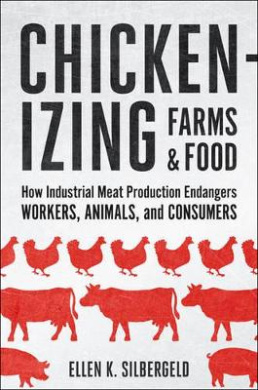 CHICKEN-
IZING FARMS
& FOOD
How Industrial Meat Production Endangers
WORKERS, ANIMALS, and CONSUMERS
ELLEN K. SILBERGELD